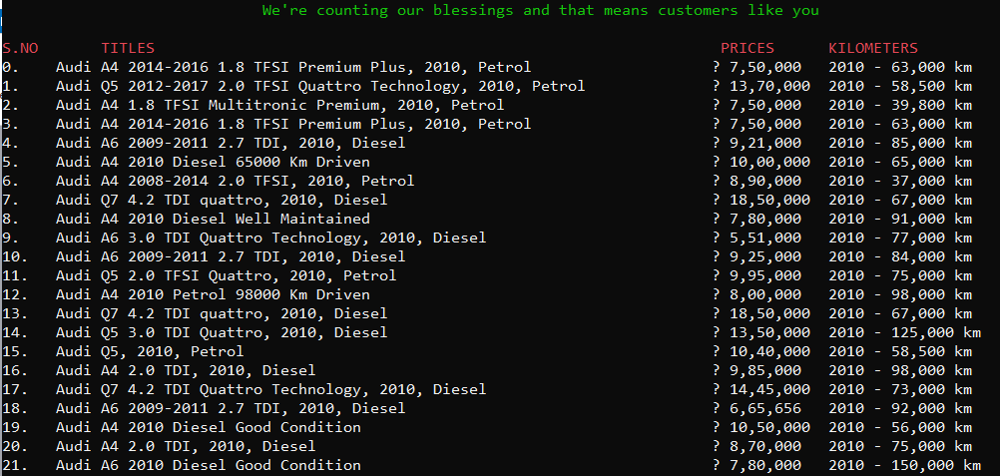 We're counting our blessings and that means customers like you
S.NO TITLES PRICES KILOMETERS
0. Audi A4 2014-2016 1.8 TFSI Premium Plus, 2010, Petrol ? 7,50,000 2010 - 63,000 km
1. Audi Q5 2012-2017 2.0 TFSI Quattro Technology, 2010, Petrol ? 13,70,000 2010 - 58,500 km
2. Audi A4 1.8 TFSI Multitronic Premium, 2010, Petrol ? 7,50,000 2010 - 39,800 km
3. Audi A4 2014-2016 1.8 TFSI Premium Plus, 2010, Petrol ? 7,50,000 2010 - 63,000 km
4. Audi A6 2009-2011 2.7 TDI, 2010, Diesel ? 9,21,000 2010 - 85,000 km
5. Audi A4 2010 Diesel 65000 Km Driven ? 10,00,000 2010 - 65,000 km
6. Audi A4 2008-2014 2.0 TFSI, 2010, Petrol ? 8,90,000 2010 - 37,000 km
7. Audi Q7 4.2 TDI quattro, 2010, Diesel ? 18,50,000 2010 - 67,000 km
8. Audi A4 2010 Diesel Well Maintained ? 7,80,000 2010 - 91,000 km
9. Audi A6 3.0 TDI Quattro Technology, 2010, Diesel ? 5,51,000 2010 - 77,000 km
10. Audi A6 2009-2011 2.7 TDI, 2010, Diesel ? 9,25,000 2010 - 84,000 km
11. Audi Q5 2.0 TFSI Quattro, 2010, Petrol ? 9,95,000 2010 - 75,000 km
12. Audi A4 2010 Petrol 98000 Km Driven ? 8,00,000 2010 - 98,000 km
13. Audi Q7 4.2 TDI quattro, 2010, Diesel ? 18,50,000 2010 - 67,000 km
14. Audi Q5 3.0 TDI Quattro, 2010, Diesel ? 13,50,000 2010 - 125,000 km
15. Audi Q5, 2010, Petrol ? 10,40,000 2010 - 58,500 km
16. Audi A4 2.0 TDI, 2010, Diesel ? 9,85,000 2010 - 98,000 km
17. Audi Q7 4.2 TDI Quattro Technology, 2010, Diesel ? 14,45,000 2010 - 73,000 km
18. Audi A6 2009-2011 2.7 TDI, 2010, Diesel ? 6,65,656 2010 - 92,000 km
19. Audi A4 2010 Diesel Good Condition ? 10,50,000 2010 - 56,000 km
20. Audi A4 2.0 TDI, 2010, Diesel ? 8,70,000 2010 - 75,000 km
21. Audi A6 2010 Diesel Good Condition ? 7,80,000 2010 - 150,000 km